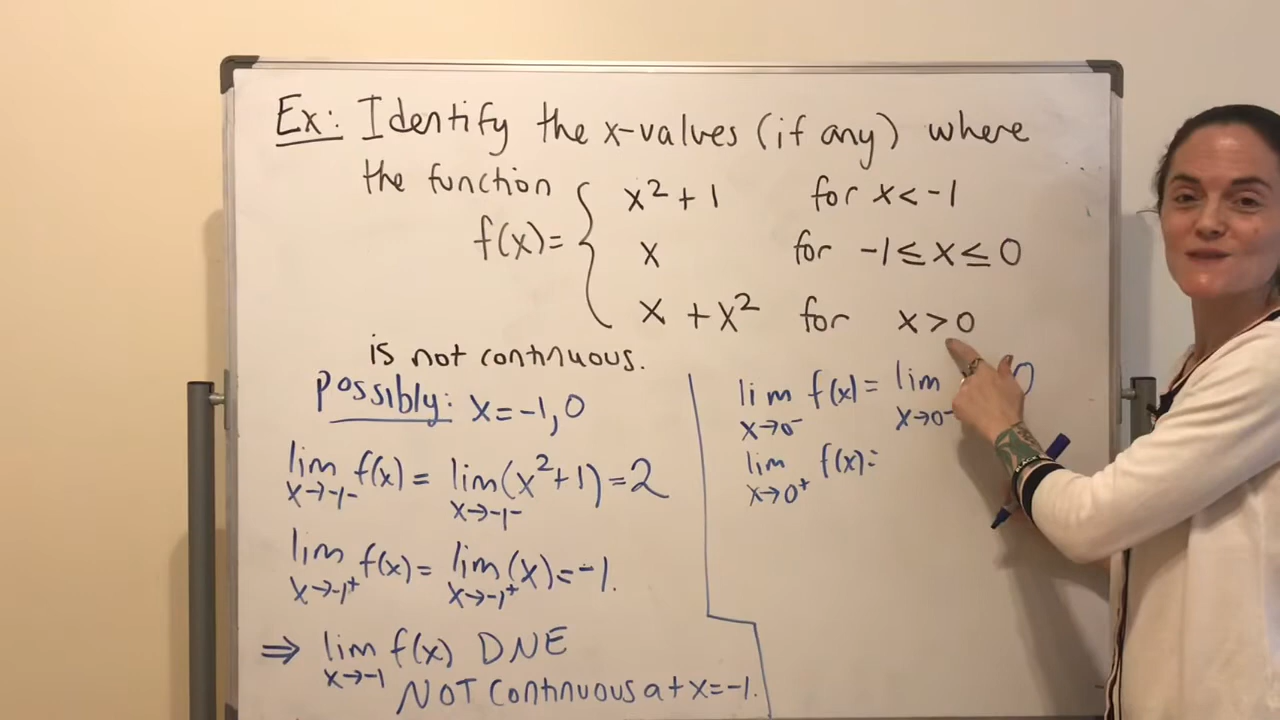 Ex: Identify the x-values (if any) where
the function
f(x)= { x²+1 for x<-1
x for -1≤x≤0
x+x² for x>0
is not continuous.
possibly: x=-1,0
lim x→-1⁻ f(x) = lim x→-1⁻ (x²+1)=2
lim x→-1⁺ f(x) = lim x→-1⁺ (x)=-1.
⇒ lim x→-1 f(x) DNE
NOT continuous at x=-1.
lim x→0⁻ f(x) = lim x→0⁻ 0
lim x→0⁺ f(x)=